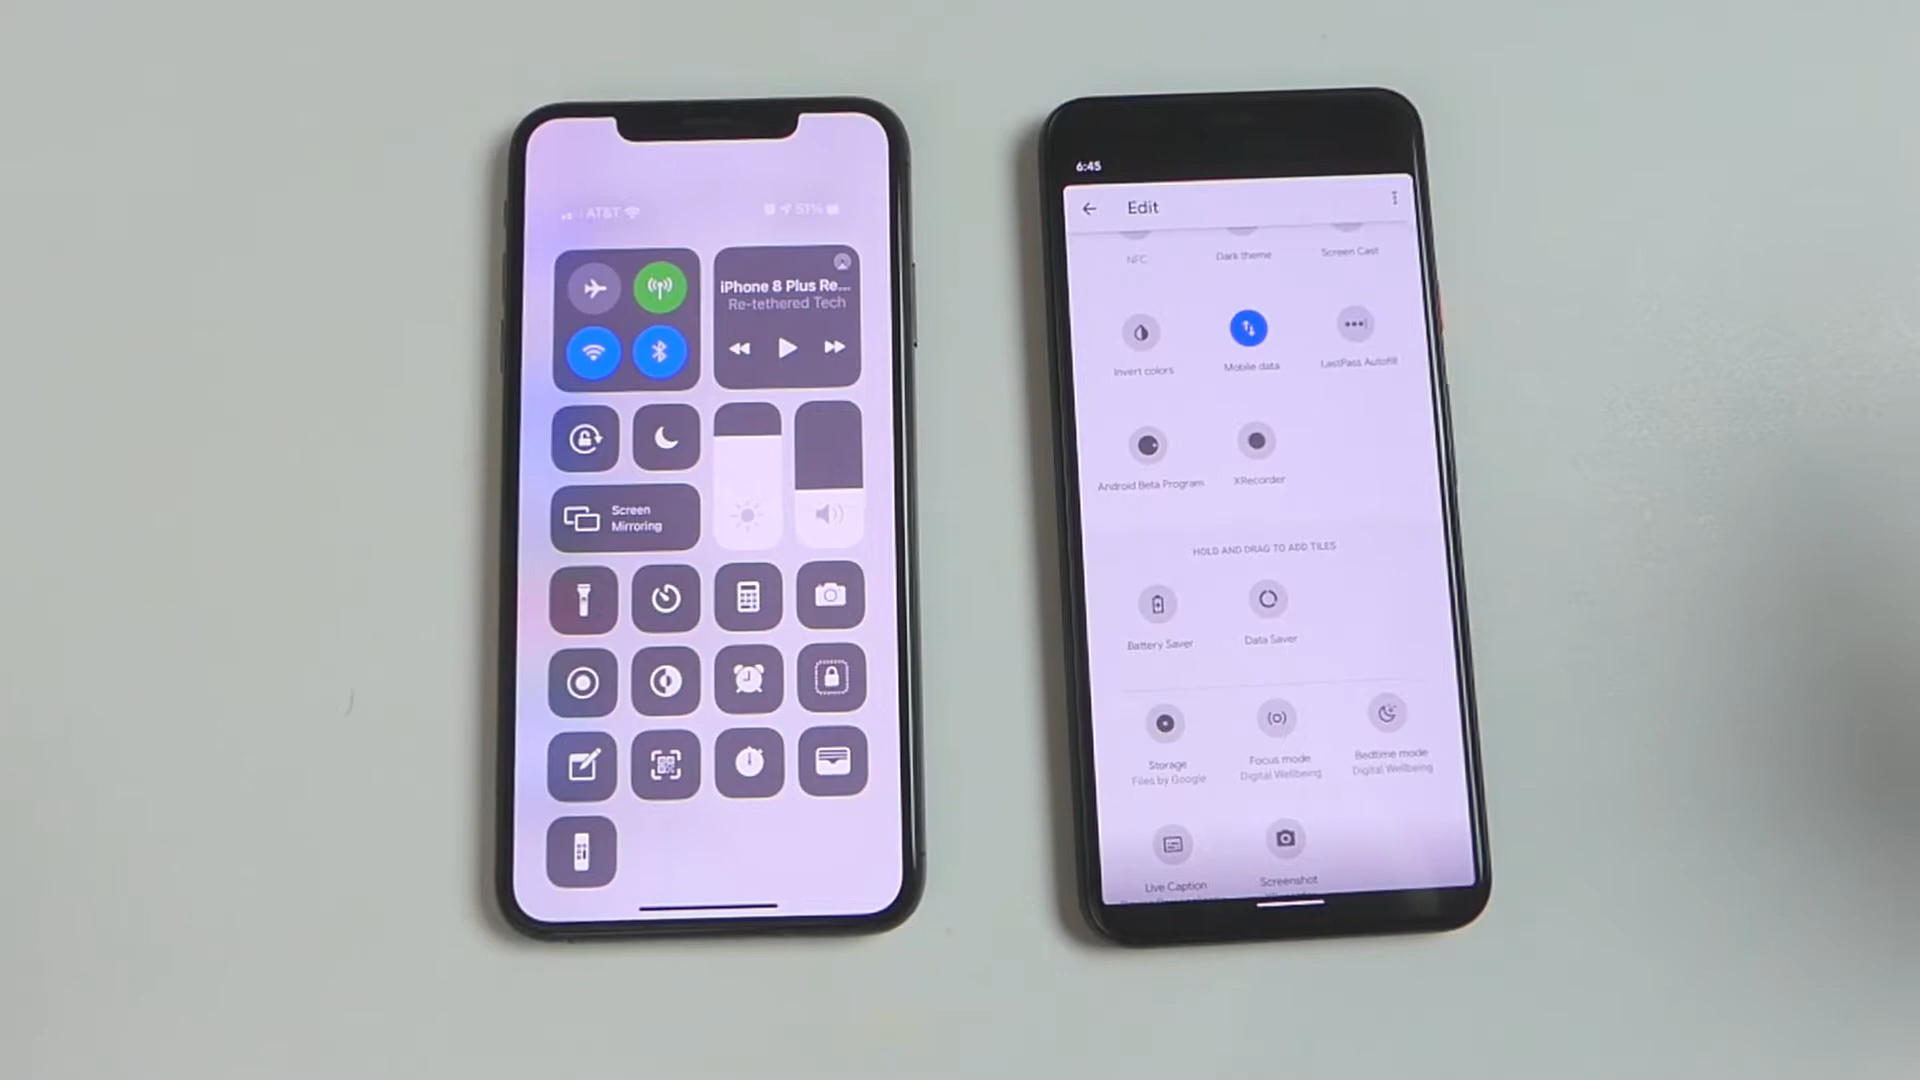 AT&T
51%
iPhone 8 Plus Re...
Re-tethered Tech
Screen
Mirroring
6:45
Edit
NFC
Dark theme
Screen Cast
Invert colors
Mobile data
LastPass Autofill
Android Beta Program
XRecorder
HOLD AND DRAG TO ADD TILES
Battery Saver
Data Saver
Storage
Files by Google
Focus mode
Digital Wellbeing
Bedtime mode
Digital Wellbeing
Live Caption
Screenshot